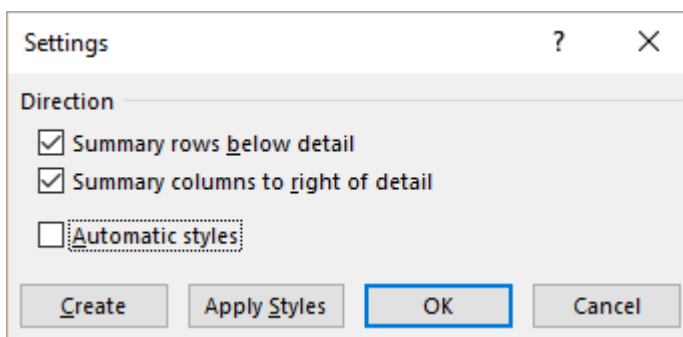 Settings ?
Direction
Summary rows below detail
Summary columns to right of detail
Automatic styles
Create Apply Styles OK Cancel